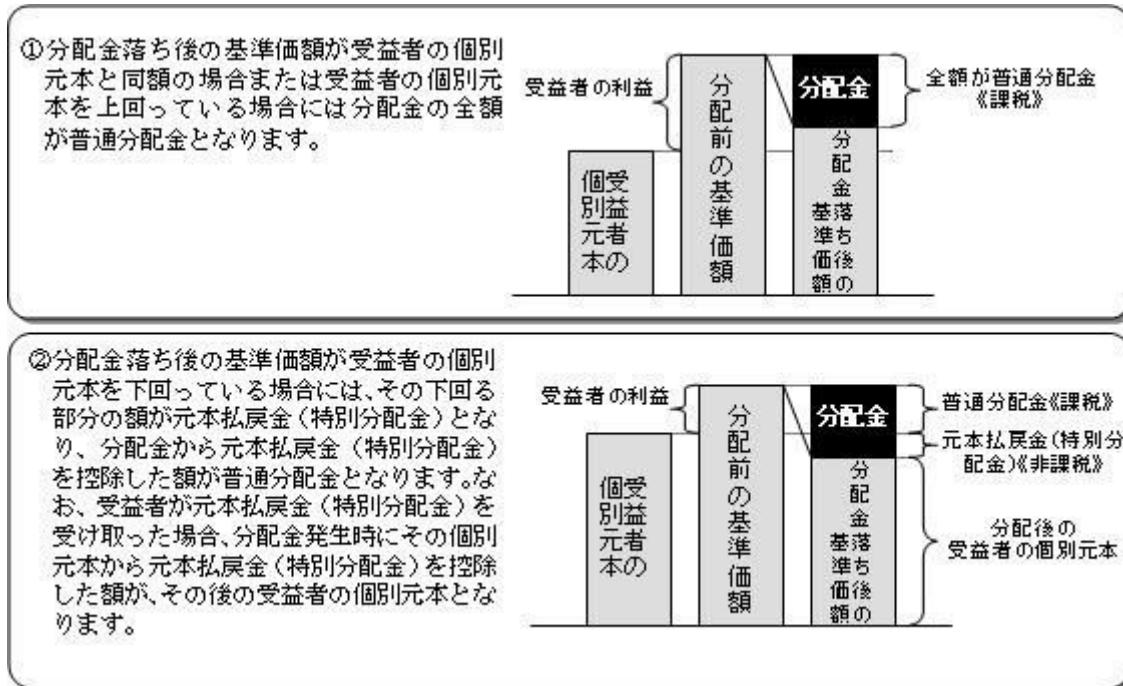 ①分配金落ち後の基準価額が受益者の個別
元本と同額の場合または受益者の個別元
本を上回っている場合には分配金の全額
が普通分配金となります。
受益者の利益
分配前の基準価額
分配金
全額が普通分配金
《課税》
受益者の
個別元本
分配金落ち後の
基準価額
②分配金落ち後の基準価額が受益者の個別
元本を下回っている場合には、その下回る
部分の額が元本払戻金(特別分配金)とな
り、分配金から元本払戻金(特別分配金)
を控除した額が普通分配金となります。な
お、受益者が元本払戻金(特別分配金)を
受け取った場合、分配金発生時にその個別
元本から元本払戻金(特別分配金)を控除
した額が、その後の受益者の個別元本とな
ります。
受益者の利益
分配前の基準価額
分配金
普通分配金《課税》
元本払戻金(特別分
配金)《非課税》
受益者の
個別元本
分配金落ち後の
基準価額
分配後の
受益者の個別元本